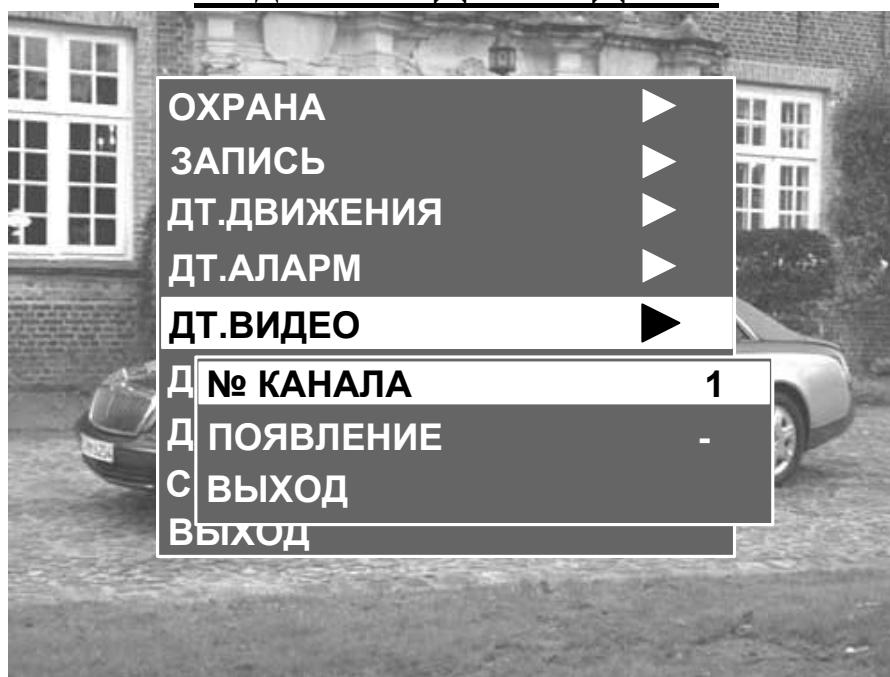 ОХРАНА
ЗАПИСЬ
ДТ.ДВИЖЕНИЯ
ДТ.АЛАРМ
ДТ.ВИДЕО
№ КАНАЛА 1
ПОЯВЛЕНИЕ -
ВЫХОД
ВЫХОД